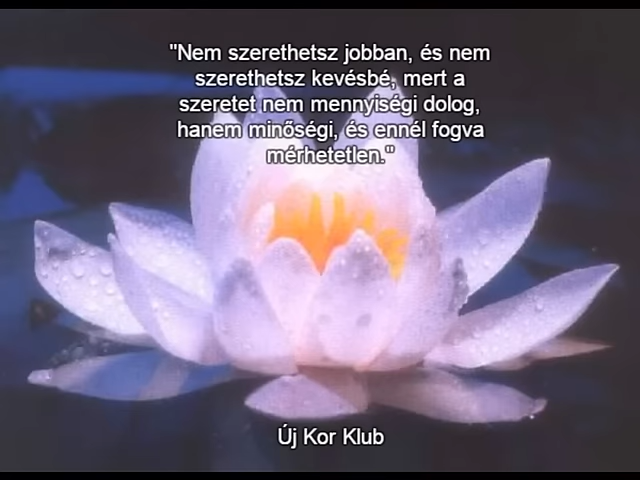 "Nem szerethetsz jobban, és nem
szerethetsz kevésbé, mert a
szeretet nem mennyiségi dolog,
hanem minőségi, és ennél fogva
mérhetetlen."
Új Kor Klub